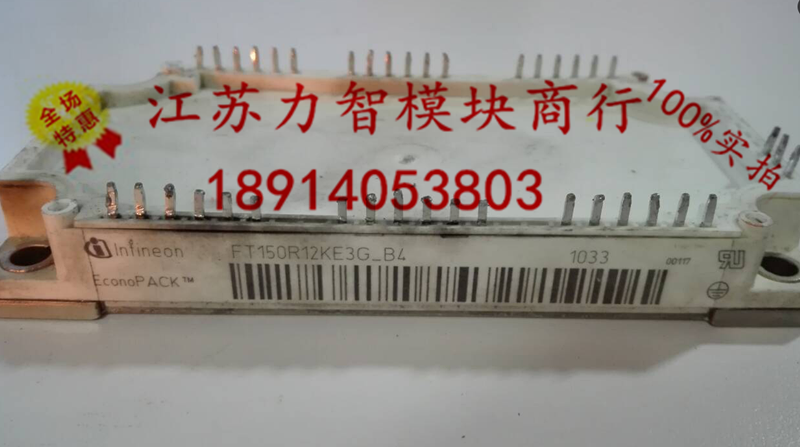 全场
特惠
江苏力智模块商行
100%实拍
18914053803
Infineon
FT150R12KE3G_B4
1033
00117
EconoPACK™